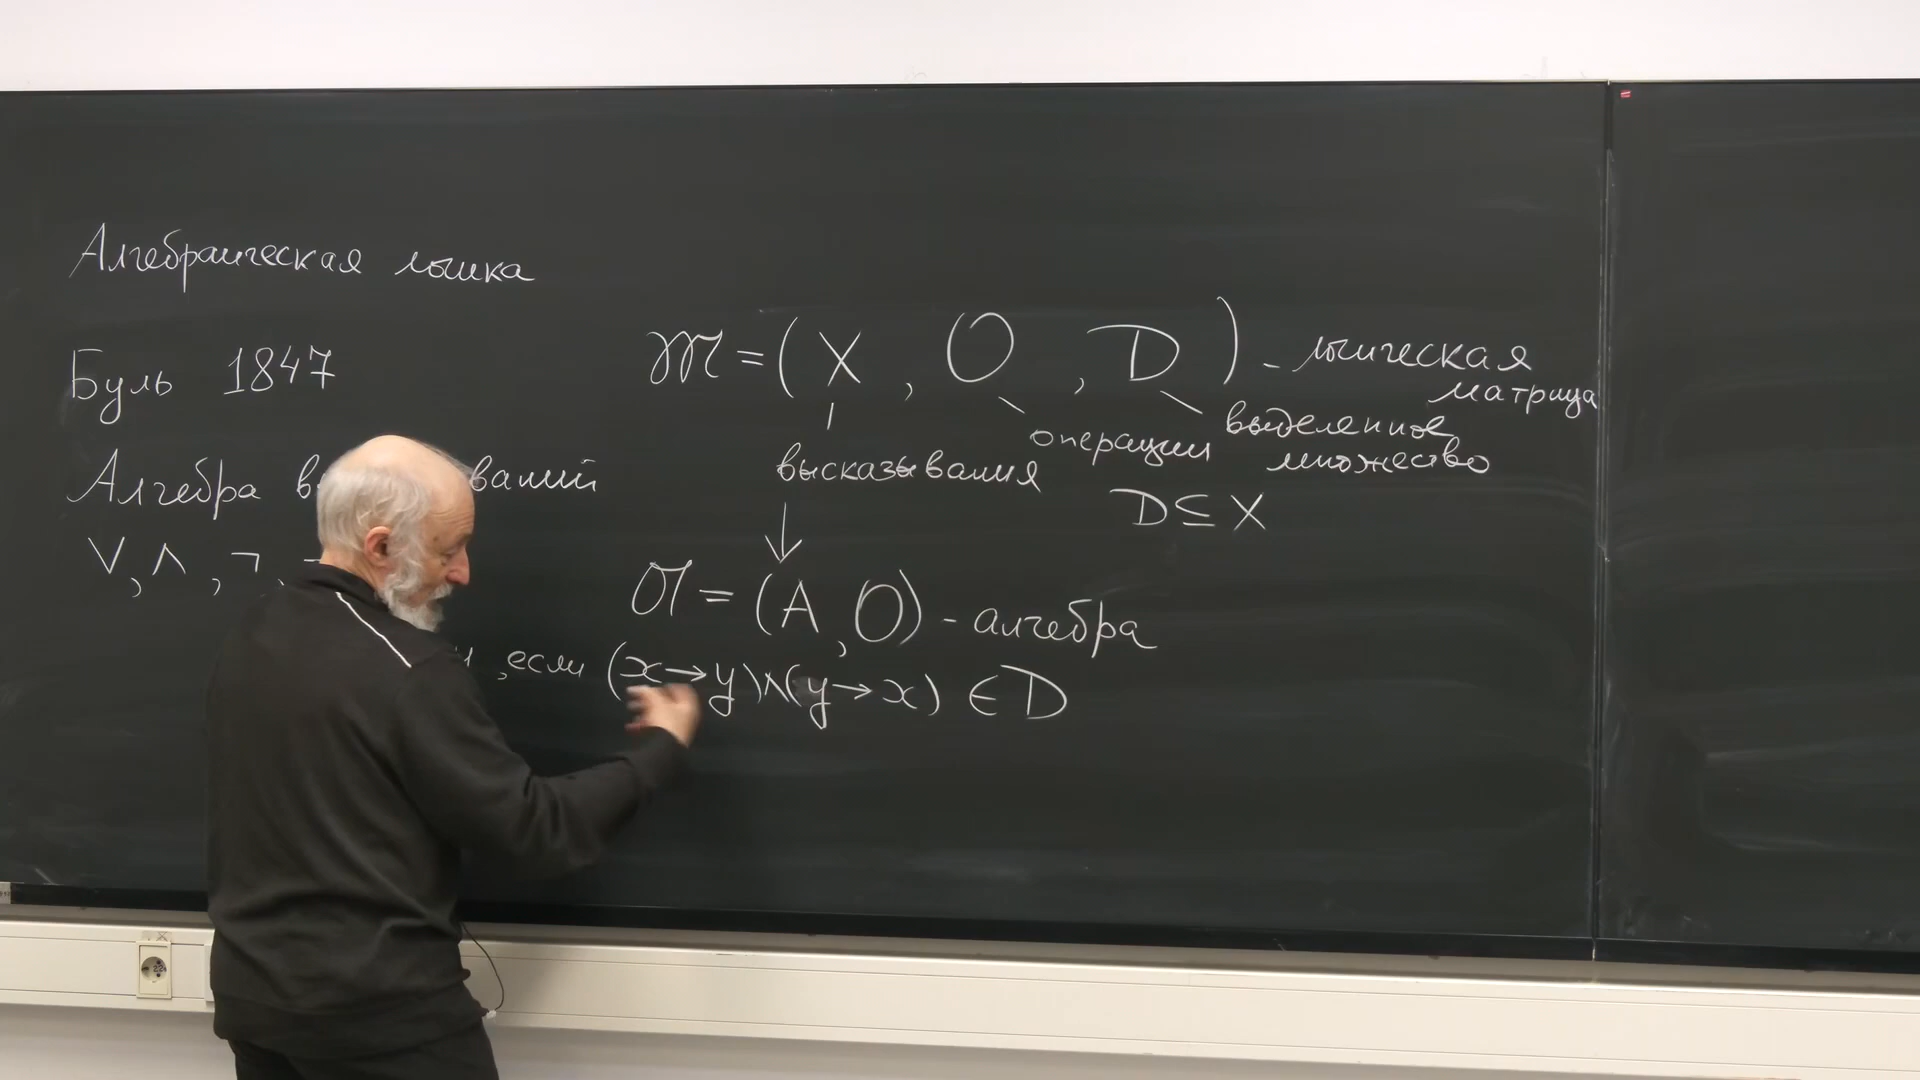 Алгебраическая логика
Буль 1847
Алгебра в ваний
∨, ∧, ¬,
𝔐 = (X, O, D) - логическая
матрица
высказывания
операции
выделенное
множество
D ⊆ X
↓
𝔄 = (A, O) - алгебра
, если (x→y)∧(y→x) ∈ D